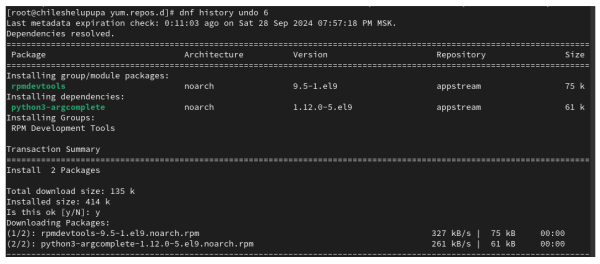 [root@chileshelupupa yum.repos.d]# dnf history undo 6
Last metadata expiration check: 0:11:03 ago on Sat 28 Sep 2024 07:57:18 PM MSK.
Dependencies resolved.
================================================================================
Package Architecture Version Repository Size
================================================================================
Installing group/module packages:
rpmdevtools noarch 9.5-1.el9 appstream 75 k
Installing dependencies:
python3-argcomplete noarch 1.12.0-5.el9 appstream 61 k
Installing Groups:
RPM Development Tools
Transaction Summary
================================================================================
Install 2 Packages
Total download size: 135 k
Installed size: 414 k
Is this ok [y/N]: y
Downloading Packages:
(1/2): rpmdevtools-9.5-1.el9.noarch.rpm 327 kB/s | 75 kB 00:00
(2/2): python3-argcomplete-1.12.0-5.el9.noarch.rpm 261 kB/s | 61 kB 00:00
--------------------------------------------------------------------------------